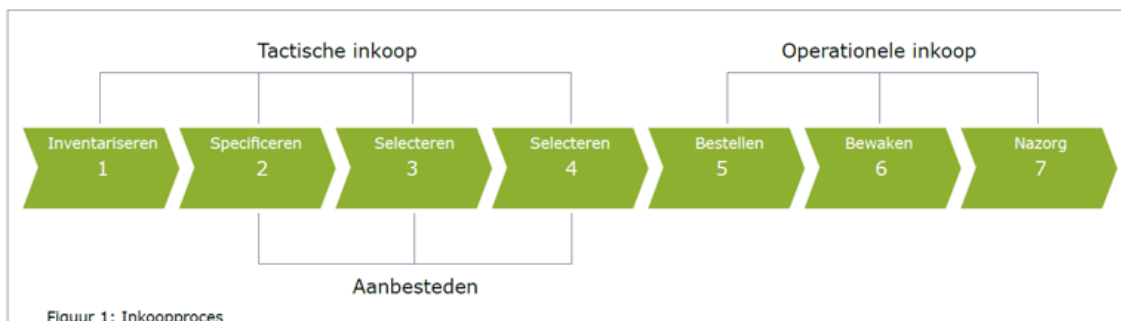 Tactische inkoop
Operationele inkoop
Inventariseren
1
Specificeren
2
Selecteren
3
Selecteren
4
Bestellen
5
Bewaken
6
Nazorg
7
Aanbesteden
Figuur 1: Inkoopproces